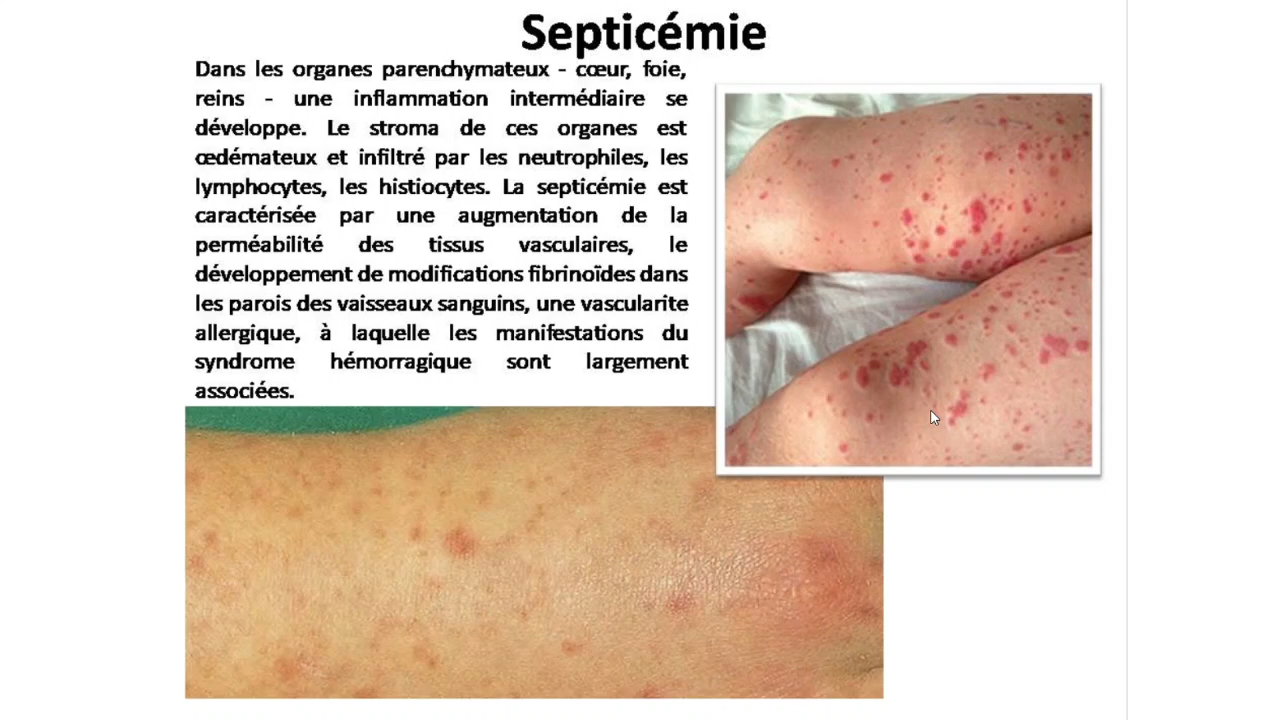 Septicémie
Dans les organes parenchymateux - cœur, foie,
reins - une inflammation intermédiaire se
développe. Le stroma de ces organes est
œdémateux et infiltré par les neutrophiles, les
lymphocytes, les histiocytes. La septicémie est
caractérisée par une augmentation de la
perméabilité des tissus vasculaires, le
développement de modifications fibrinoïdes dans
les parois des vaisseaux sanguins, une vascularite
allergique, à laquelle les manifestations du
syndrome hémorragique sont largement
associées.